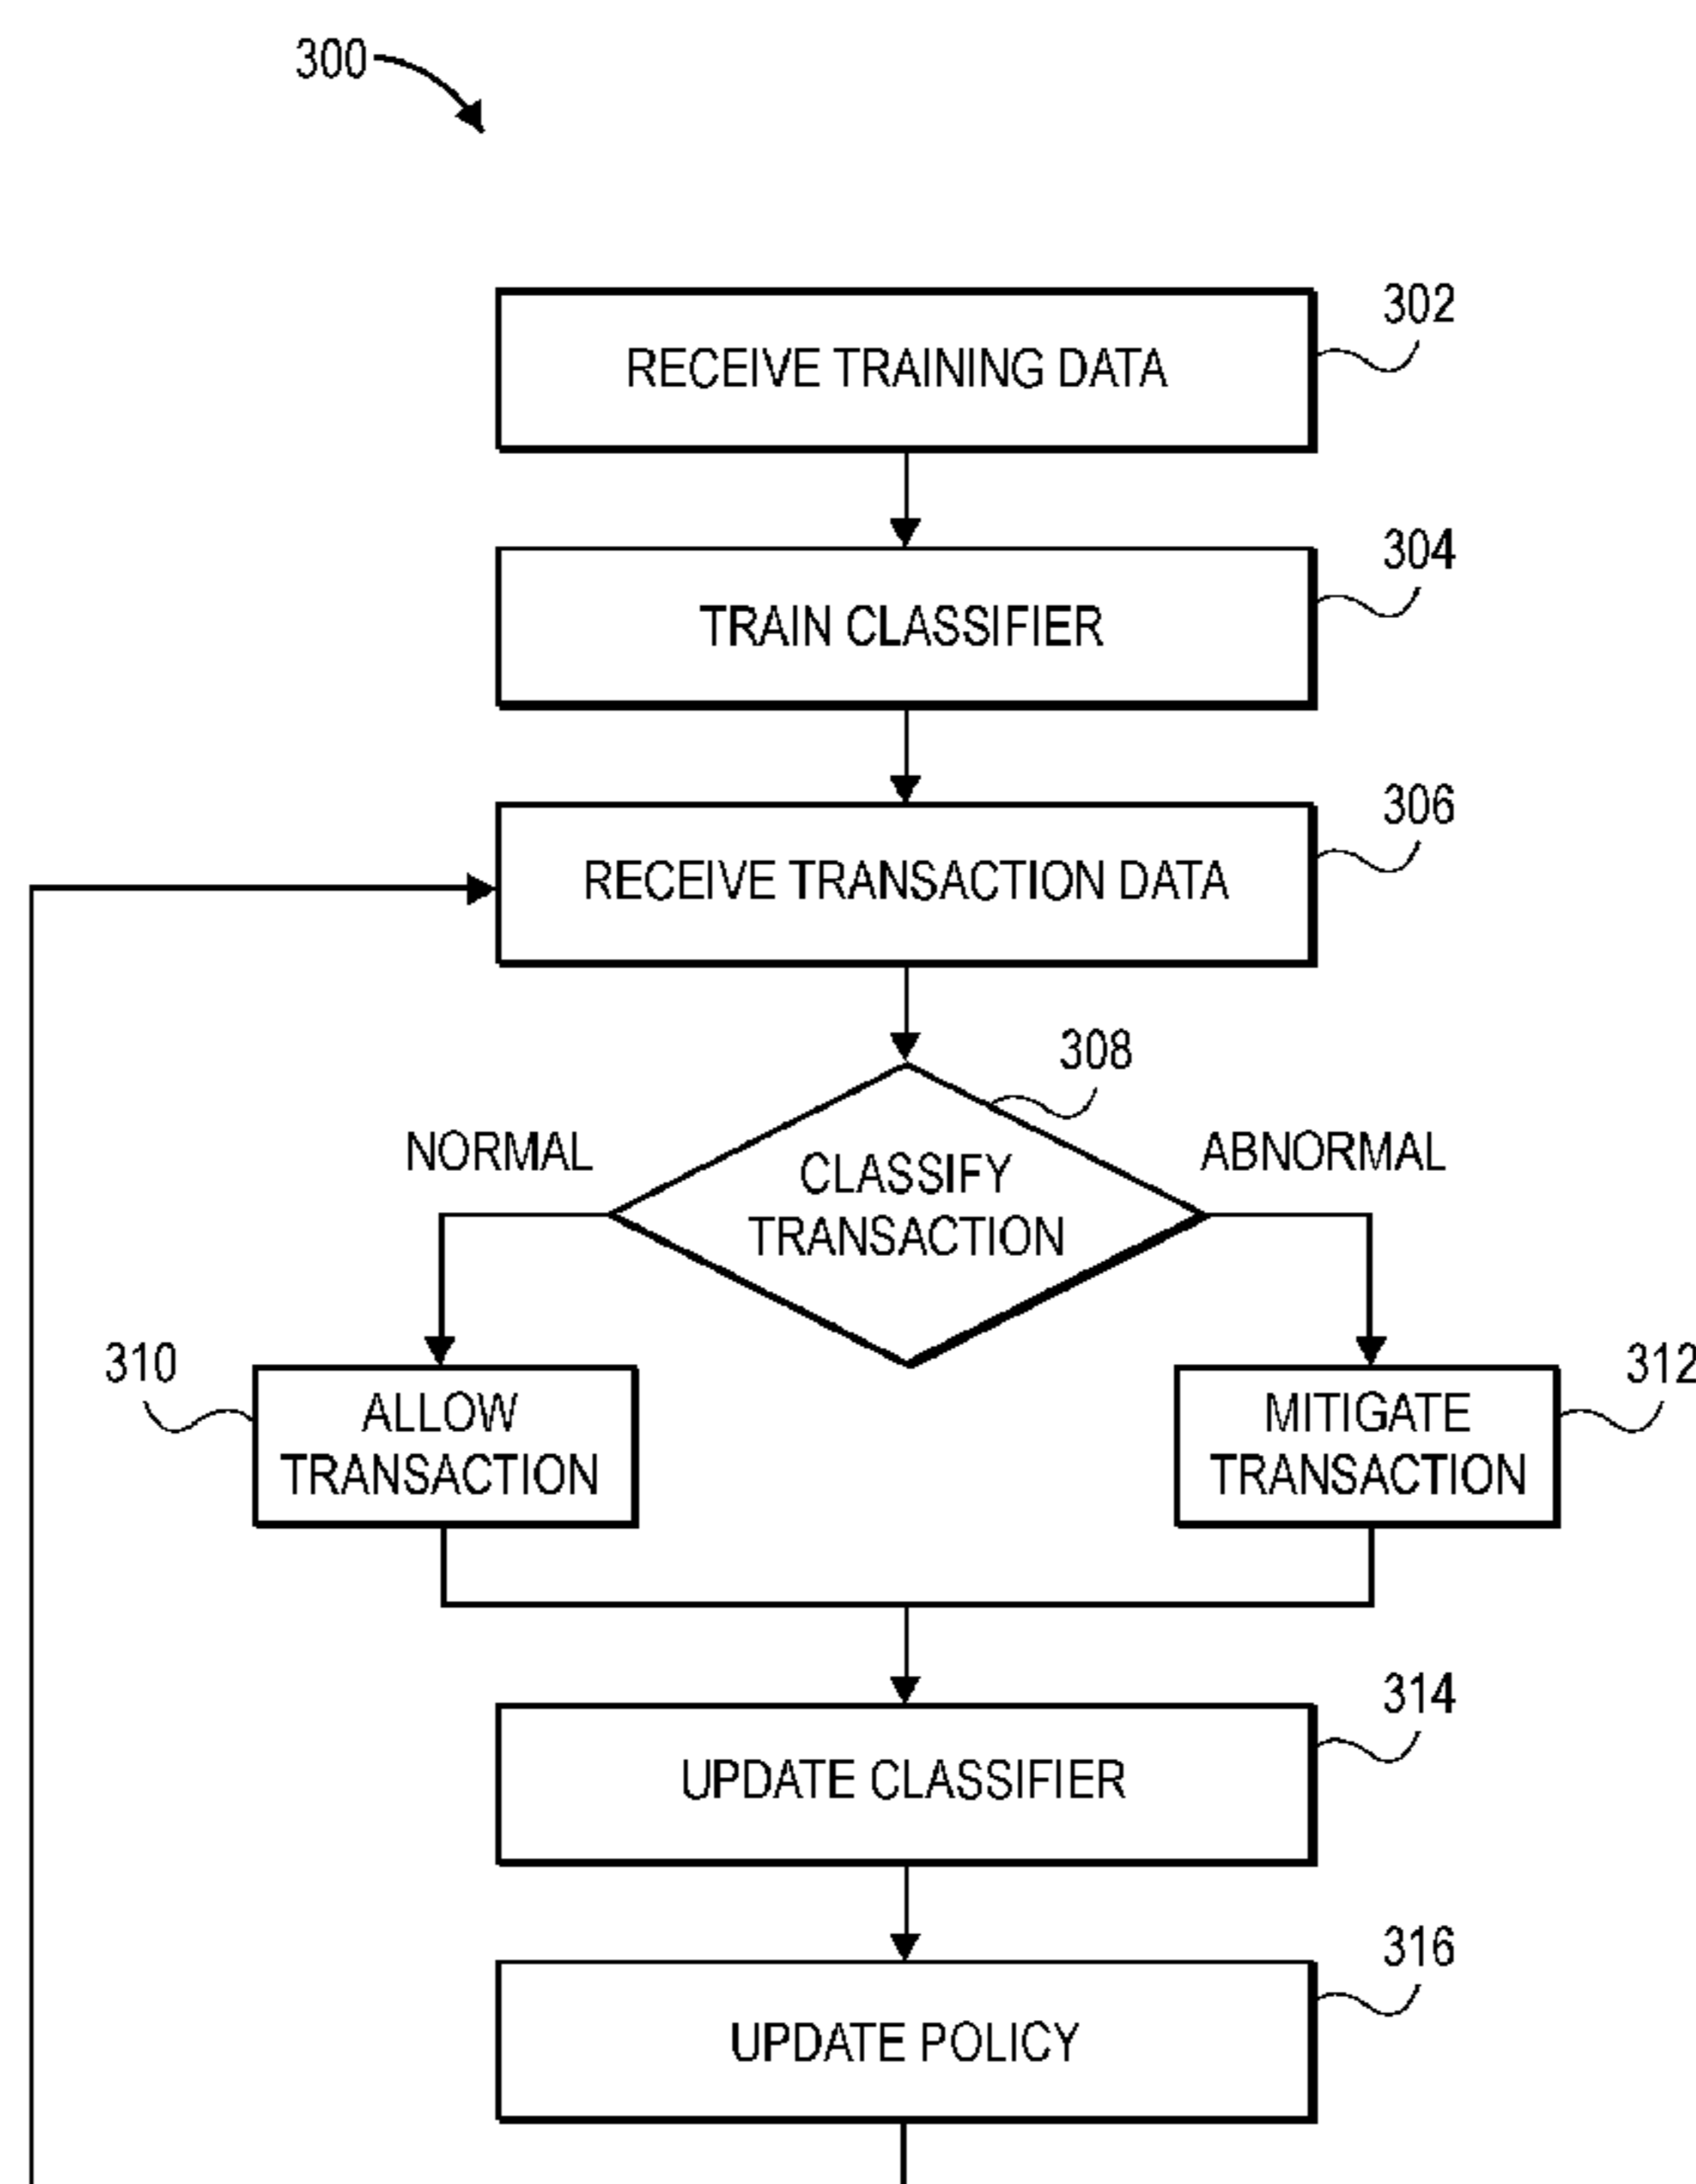 300
302
RECEIVE TRAINING DATA
304
TRAIN CLASSIFIER
306
RECEIVE TRANSACTION DATA
308
NORMAL
ABNORMAL
CLASSIFY
TRANSACTION
310
ALLOW
TRANSACTION
312
MITIGATE
TRANSACTION
314
UPDATE CLASSIFIER
316
UPDATE POLICY